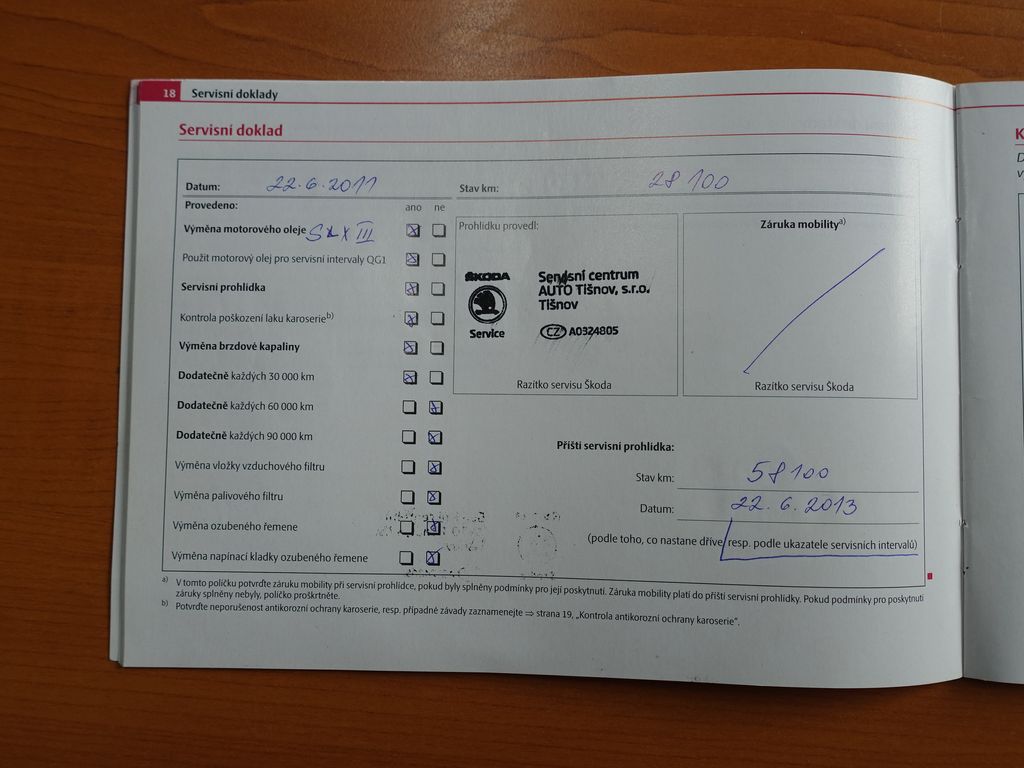 18 Servisní doklady
Servisní doklad
Datum: 22.6.2011 Stav km: 28 100
Provedeno: ano ne
Výměna motorového oleje SLX III
Použit motorový olej pro servisní intervaly QG1
Servisní prohlídka
Kontrola poškození laku karoserie b)
Výměna brzdové kapaliny
Dodatečně každých 30 000 km
Dodatečně každých 60 000 km
Dodatečně každých 90 000 km
Výměna vložky vzduchového filtru
Výměna palivového filtru
Výměna ozubeného řemene
Výměna napínací kladky ozubeného řemene
Prohlídku provedl:
ŠKODA
Service
Servisní centrum
AUTO Tišnov, s.r.o.
Tišnov
CZ A0324805
Razítko servisu Škoda
Záruka mobility a)
Razítko servisu Škoda
Příští servisní prohlídka:
Stav km: 58100
Datum: 22. 6. 2013
(podle toho, co nastane dříve, resp. podle ukazatele servisních intervalů)
a) V tomto políčku potvrďte záruku mobility při servisní prohlídce, pokud byly splněny podmínky pro její poskytnutí. Záruka mobility platí do příští servisní prohlídky. Pokud podmínky pro poskytnutí
záruky splněny nebyly, políčko proškrtněte.
b) Potvrďte neporušenost antikorozní ochrany karoserie, resp. případné závady zaznamenejte ⇒ strana 19, „Kontrola antikorozní ochrany karoserie“.
K
D
v